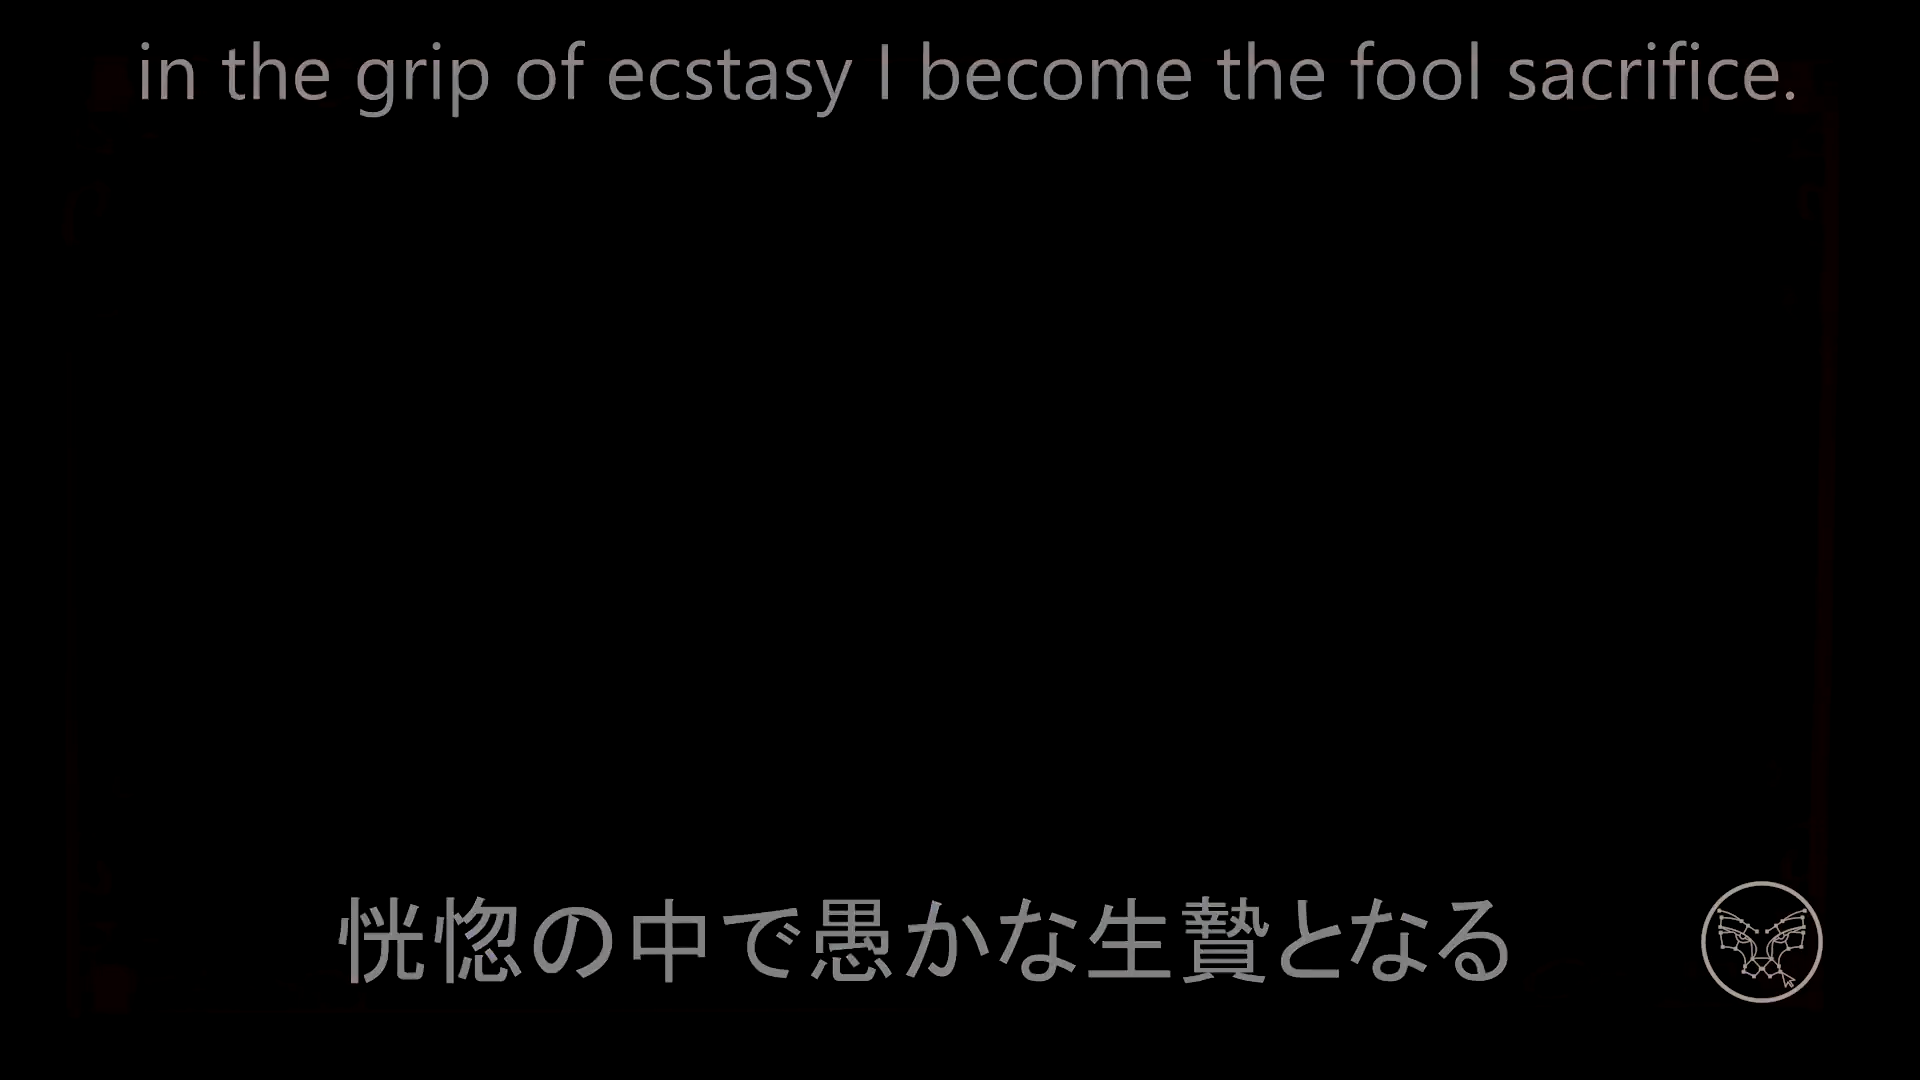 in the grip of ecstasy I become the fool sacrifice.
恍惚の中で愚かな生贄となる